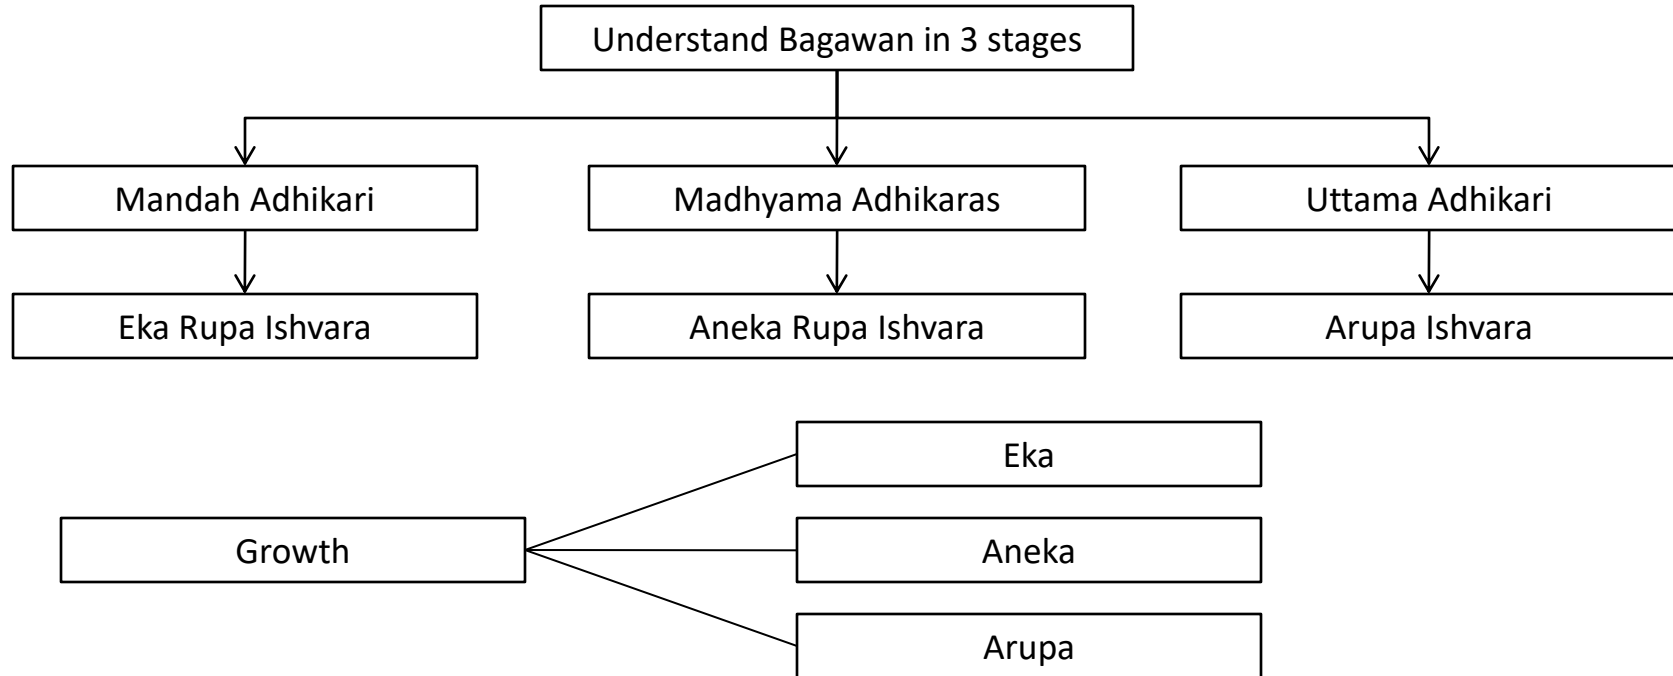 Understand Bagawan in 3 stages
Mandah Adhikari
Madhyama Adhikaras
Uttama Adhikari
Eka Rupa Ishvara
Aneka Rupa Ishvara
Arupa Ishvara
Eka
Growth
Aneka
Arupa